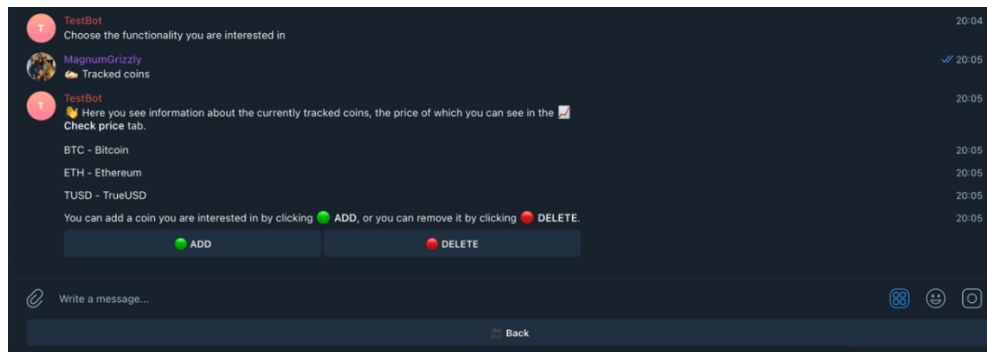 T
TestBot
20:04
Choose the functionality you are interested in
MagnumGrizzly
20:05
✍🏻 Tracked coins
T
TestBot
20:05
👋 Here you see information about the currently tracked coins, the price of which you can see in the 📈
Check price tab.
BTC - Bitcoin
20:05
ETH - Ethereum
20:05
TUSD - TrueUSD
20:05
You can add a coin you are interested in by clicking 🟢 ADD, or you can remove it by clicking 🔴 DELETE.
20:05
🟢 ADD
🔴 DELETE
Write a message...
Back